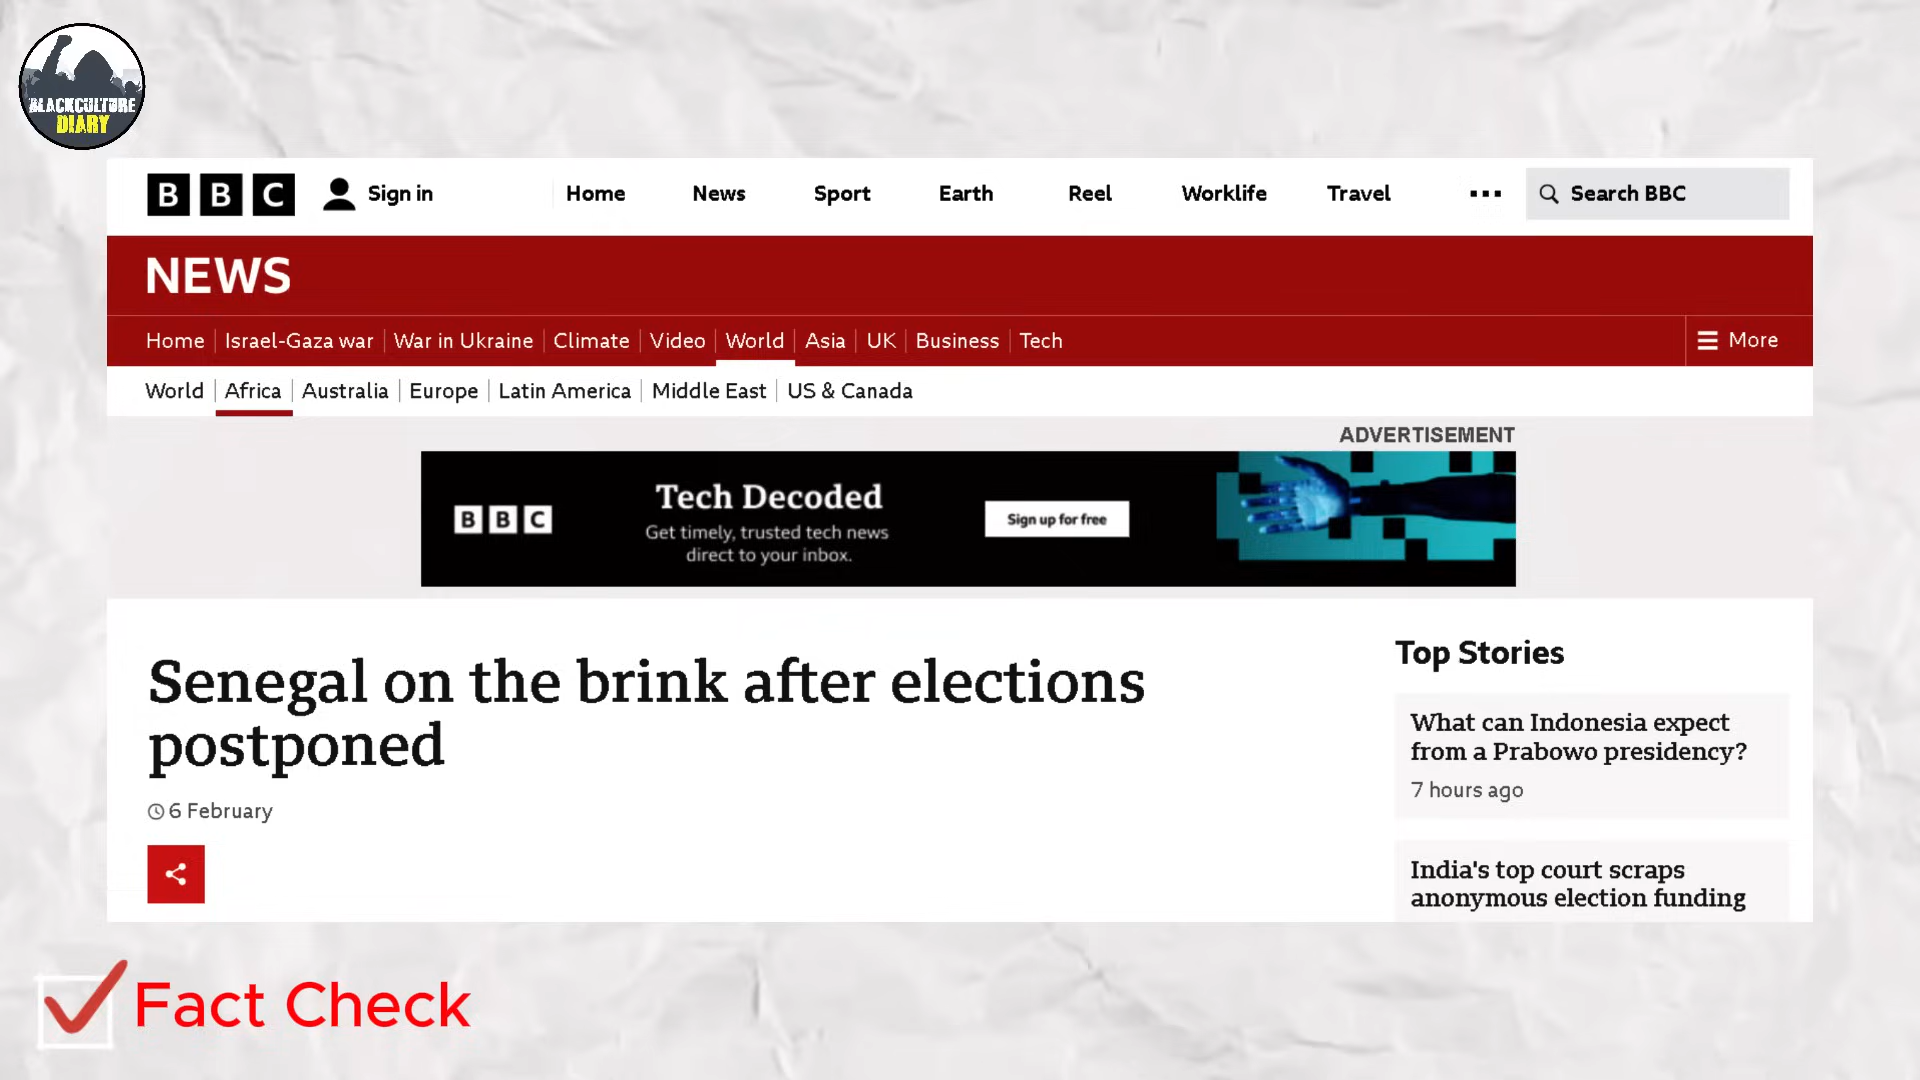 BLACKCULTURE
DIARY
BBC Sign in Home News Sport Earth Reel Worklife Travel Search BBC
NEWS
Home Israel-Gaza war War in Ukraine Climate Video World Asia UK Business Tech More
World Africa Australia Europe Latin America Middle East US & Canada
ADVERTISEMENT
BBC
Tech Decoded
Get timely, trusted tech news
direct to your inbox.
Sign up for free
Senegal on the brink after elections
postponed
6 February
Top Stories
What can Indonesia expect
from a Prabowo presidency?
7 hours ago
India's top court scraps
anonymous election funding
Fact Check